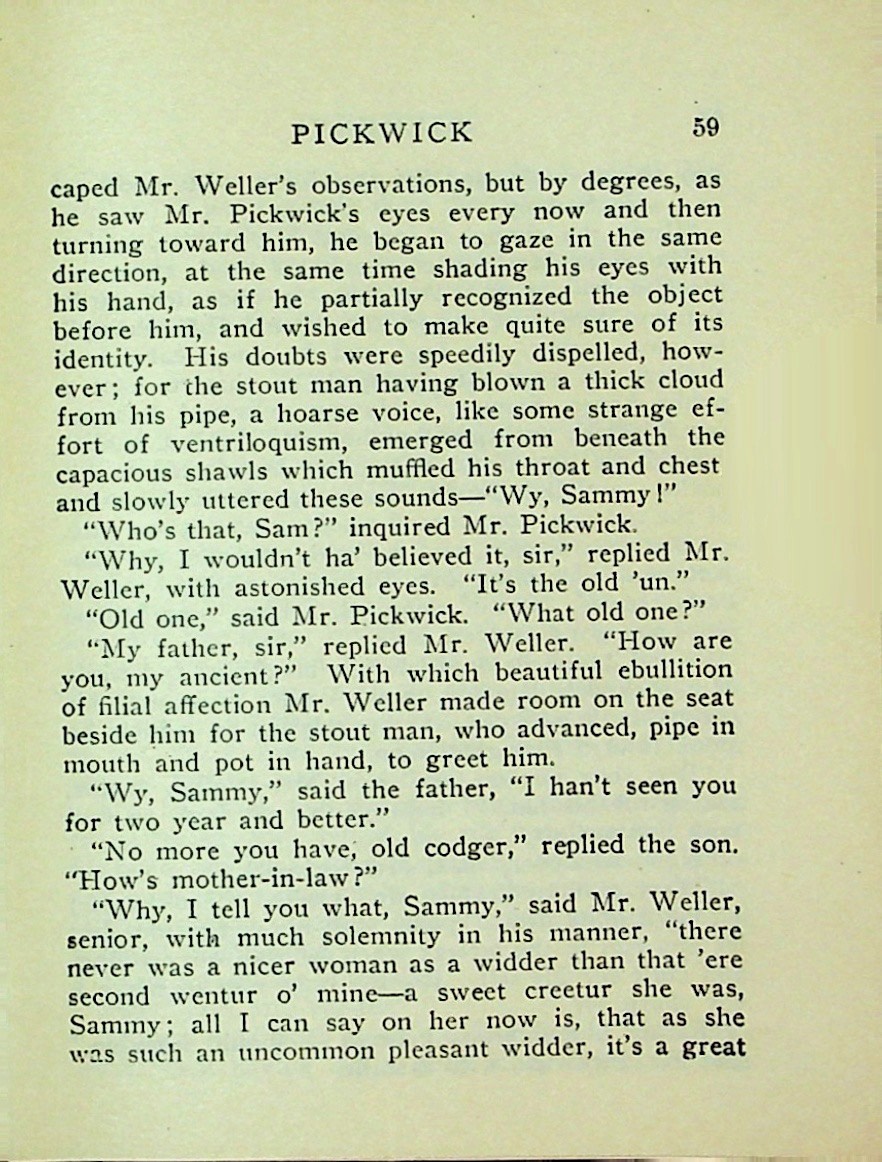 PICKWICK 59
caped Mr. Weller's observations, but by degrees, as
he saw Mr. Pickwick's eyes every now and then
turning toward him, he began to gaze in the same
direction, at the same time shading his eyes with
his hand, as if he partially recognized the object
before him, and wished to make quite sure of its
identity. His doubts were speedily dispelled, how-
ever; for the stout man having blown a thick cloud
from his pipe, a hoarse voice, like some strange ef-
fort of ventriloquism, emerged from beneath the
capacious shawls which muffled his throat and chest
and slowly uttered these sounds—“Wy, Sammy!”
“Who's that, Sam?” inquired Mr. Pickwick.
“Why, I wouldn't ha' believed it, sir,” replied Mr.
Weller, with astonished eyes. “It's the old 'un.”
“Old one,” said Mr. Pickwick. “What old one?”
“My father, sir,” replied Mr. Weller. “How are
you, my ancient?” With which beautiful ebullition
of filial affection Mr. Weller made room on the seat
beside him for the stout man, who advanced, pipe in
mouth and pot in hand, to greet him.
“Wy, Sammy,” said the father, “I han't seen you
for two year and better.”
“No more you have, old codger,” replied the son.
“How's mother-in-law?”
“Why, I tell you what, Sammy,” said Mr. Weller,
senior, with much solemnity in his manner, “there
never was a nicer woman as a widder than that 'ere
second wentur o' mine—a sweet creetur she was,
Sammy; all I can say on her now is, that as she
was such an uncommon pleasant widder, it's a great